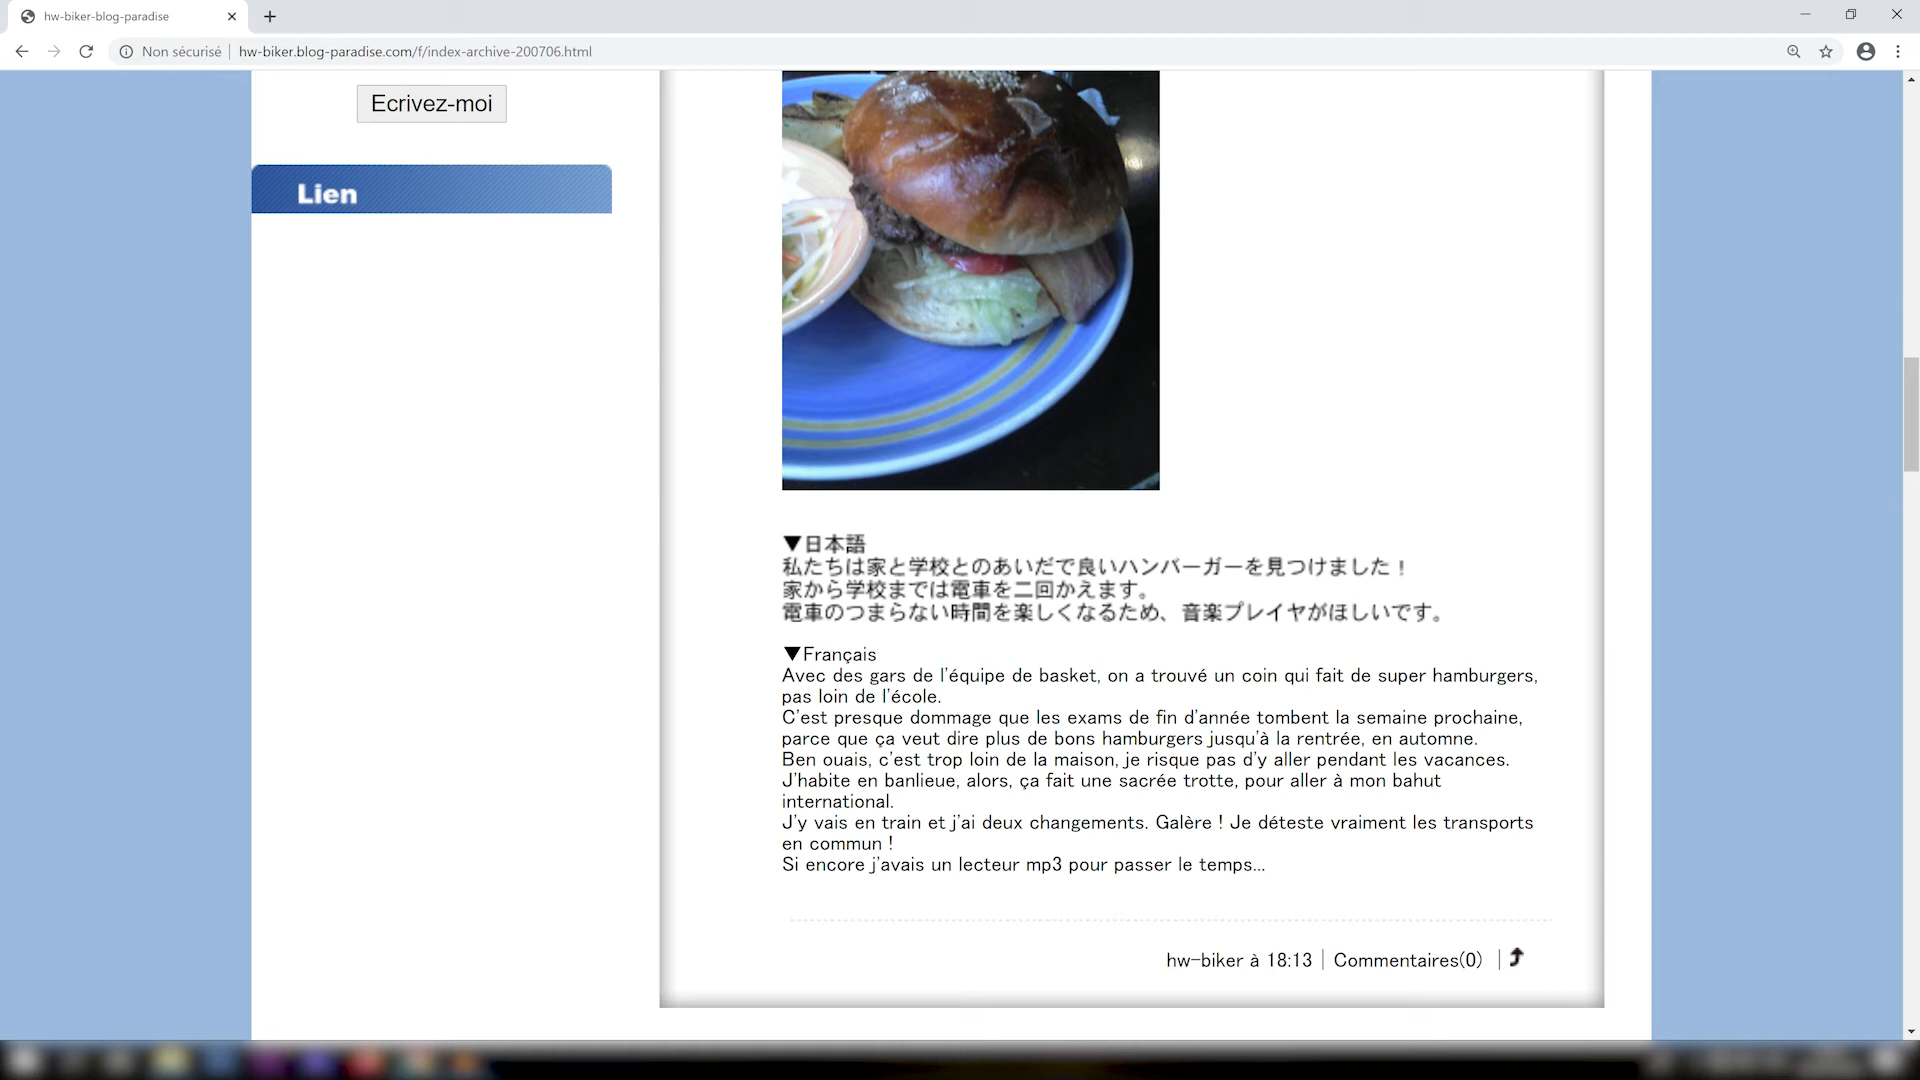 hw-biker-blog-paradise
Non sécurisé
hw-biker.blog-paradise.com/f/index-archive-200706.html
Ecrivez-moi
Lien
▼日本語
私たちは家と学校とのあいだで良いハンバーガーを見つけました！
家から学校までは電車を二回かえます。
電車のつまらない時間を楽しくなるため、音楽プレイヤがほしいです。
▼Français
Avec des gars de l'équipe de basket, on a trouvé un coin qui fait de super hamburgers,
pas loin de l'école.
C'est presque dommage que les exams de fin d'année tombent la semaine prochaine,
parce que ça veut dire plus de bons hamburgers jusqu'à la rentrée, en automne.
Ben ouais, c'est trop loin de la maison, je risque pas d'y aller pendant les vacances.
J'habite en banlieue, alors, ça fait une sacrée trotte, pour aller à mon bahut
international.
J'y vais en train et j'ai deux changements. Galère ! Je déteste vraiment les transports
en commun !
Si encore j'avais un lecteur mp3 pour passer le temps...
hw-biker à 18:13 | Commentaires(0) |